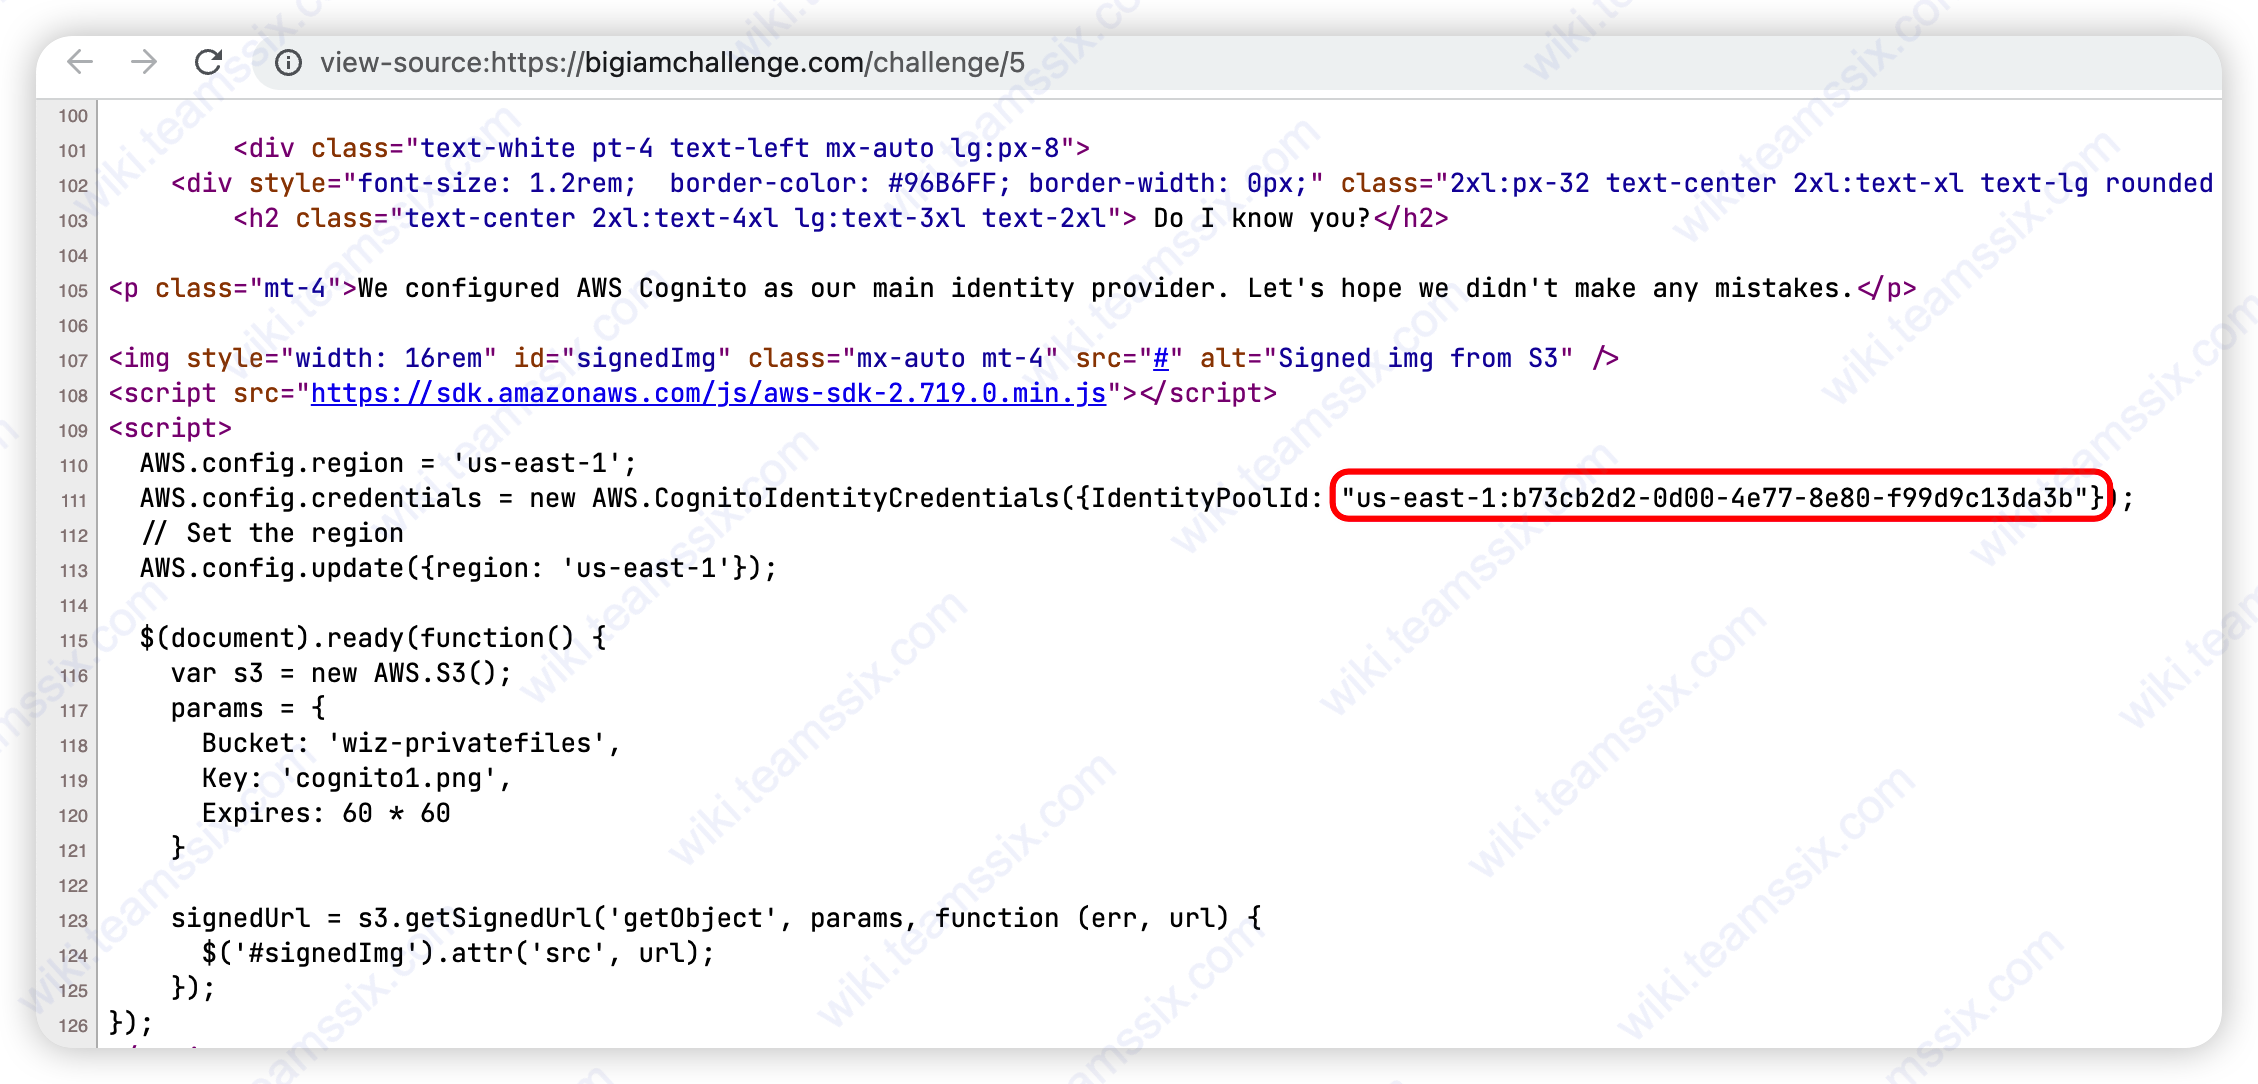 view-source:https://bigiamchallenge.com/challenge/5
100
101 <div class="text-white pt-4 text-left mx-auto lg:px-8">
102 <div style="font-size: 1.2rem;  border-color: #96B6FF; border-width: 0px;" class="2xl:px-32 text-center 2xl:text-xl text-lg rounded
103 <h2 class="text-center 2xl:text-4xl lg:text-3xl text-2xl"> Do I know you?</h2>
104
105 <p class="mt-4">We configured AWS Cognito as our main identity provider. Let's hope we didn't make any mistakes.</p>
106
107 <img style="width: 16rem" id="signedImg" class="mx-auto mt-4" src="#" alt="Signed img from S3" />
108 <script src="https://sdk.amazonaws.com/js/aws-sdk-2.719.0.min.js"></script>
109 <script>
110 AWS.config.region = 'us-east-1';
111 AWS.config.credentials = new AWS.CognitoIdentityCredentials({IdentityPoolId: "us-east-1:b73cb2d2-0d00-4e77-8e80-f99d9c13da3b"});
112 // Set the region
113 AWS.config.update({region: 'us-east-1'});
114
115 $(document).ready(function() {
116 var s3 = new AWS.S3();
117 params = {
118 Bucket: 'wiz-privatefiles',
119 Key: 'cognito1.png',
120 Expires: 60 * 60
121 }
122
123 signedUrl = s3.getSignedUrl('getObject', params, function (err, url) {
124 $('#signedImg').attr('src', url);
125 });
126 });
wiki.teamssix.com